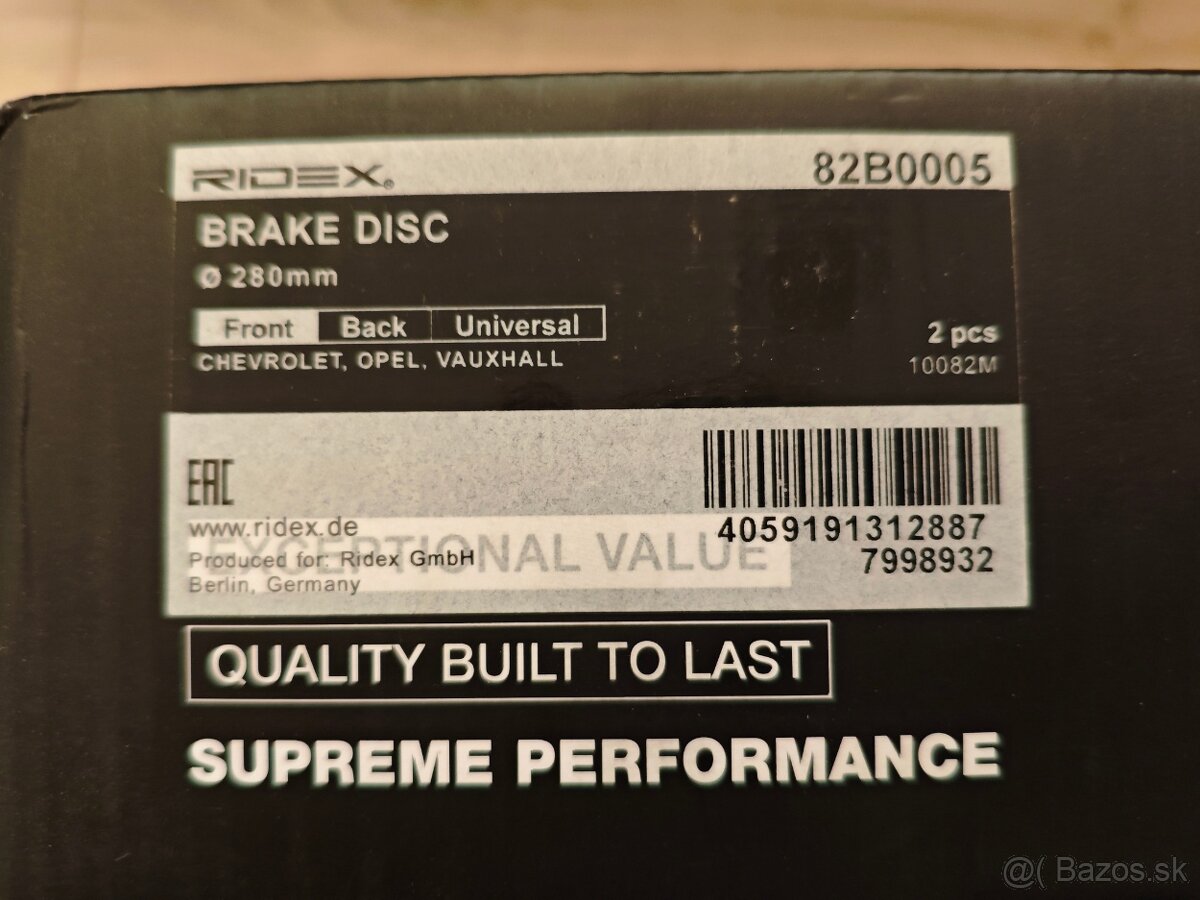 RIDEX® 82B0005
BRAKE DISC
Ø 280mm
Front Back Universal
2 pcs
CHEVROLET, OPEL, VAUXHALL
10082M
EAC
www.ridex.de
4059191312887
EXCEPTIONAL VALUE
Produced for: Ridex GmbH
7998932
Berlin, Germany
QUALITY BUILT TO LAST
SUPREME PERFORMANCE
@( Bazos.sk